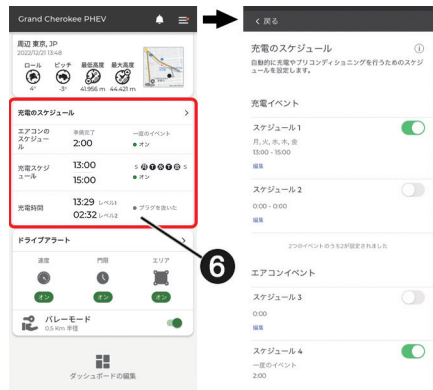 Grand Cherokee PHEV
周辺 東京, JP
2022/12/21 13:48
ロール ピッチ 最低高度 最大高度
4° -3° 41.956 m 44.421 m
充電のスケジュール
エアコンの
スケジュー
ル
準備完了
2:00
一度のイベント
オン
充電スケジ
ュール
13:00
15:00
S M T W T F S
オン
充電時間
13:29 レベル1
02:32 レベル2
プラグを抜いた
ドライブアラート
速度 門限 エリア
オン オン オン
バレーモード
0.5 Km 半径
ダッシュボードの編集
6
戻る
充電のスケジュール
自動的に充電やプリコンディショニングを行うためのスケジ
ュールを設定します。
充電イベント
スケジュール 1
月, 火, 水, 木, 金
13:00 - 15:00
編集
スケジュール 2
0:00 - 0:00
編集
2つのイベントのうち2が設定されました
エアコンイベント
スケジュール 3
0:00
編集
スケジュール 4
一度のイベント
2:00